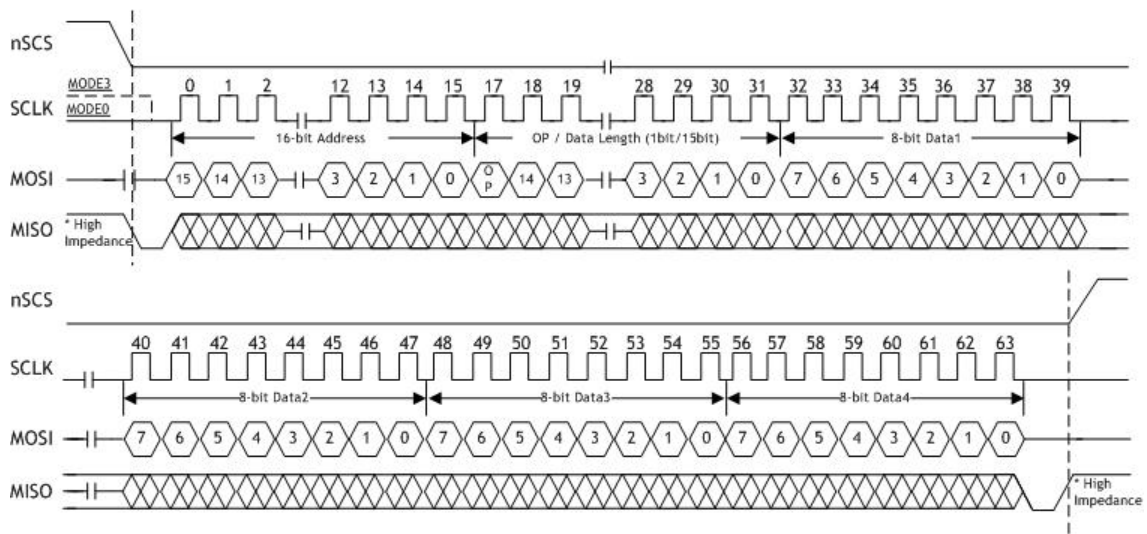 nSCS
MODE3
0 1 2 12 13 14 15 17 18 19 28 29 30 31 32 33 34 35 36 37 38 39
SCLK
MODE0
16-bit Address OP / Data Length (1bit/15bit) 8-bit Data1
MOSI 15 14 13 3 2 1 0 OP 14 13 3 2 1 0 7 6 5 4 3 2 1 0
MISO * High
Impedance
nSCS
40 41 42 43 44 45 46 47 48 49 50 51 52 53 54 55 56 57 58 59 60 61 62 63
SCLK
8-bit Data2 8-bit Data3 8-bit Data4
MOSI 7 6 5 4 3 2 1 0 7 6 5 4 3 2 1 0 7 6 5 4 3 2 1 0
MISO * High
Impedance